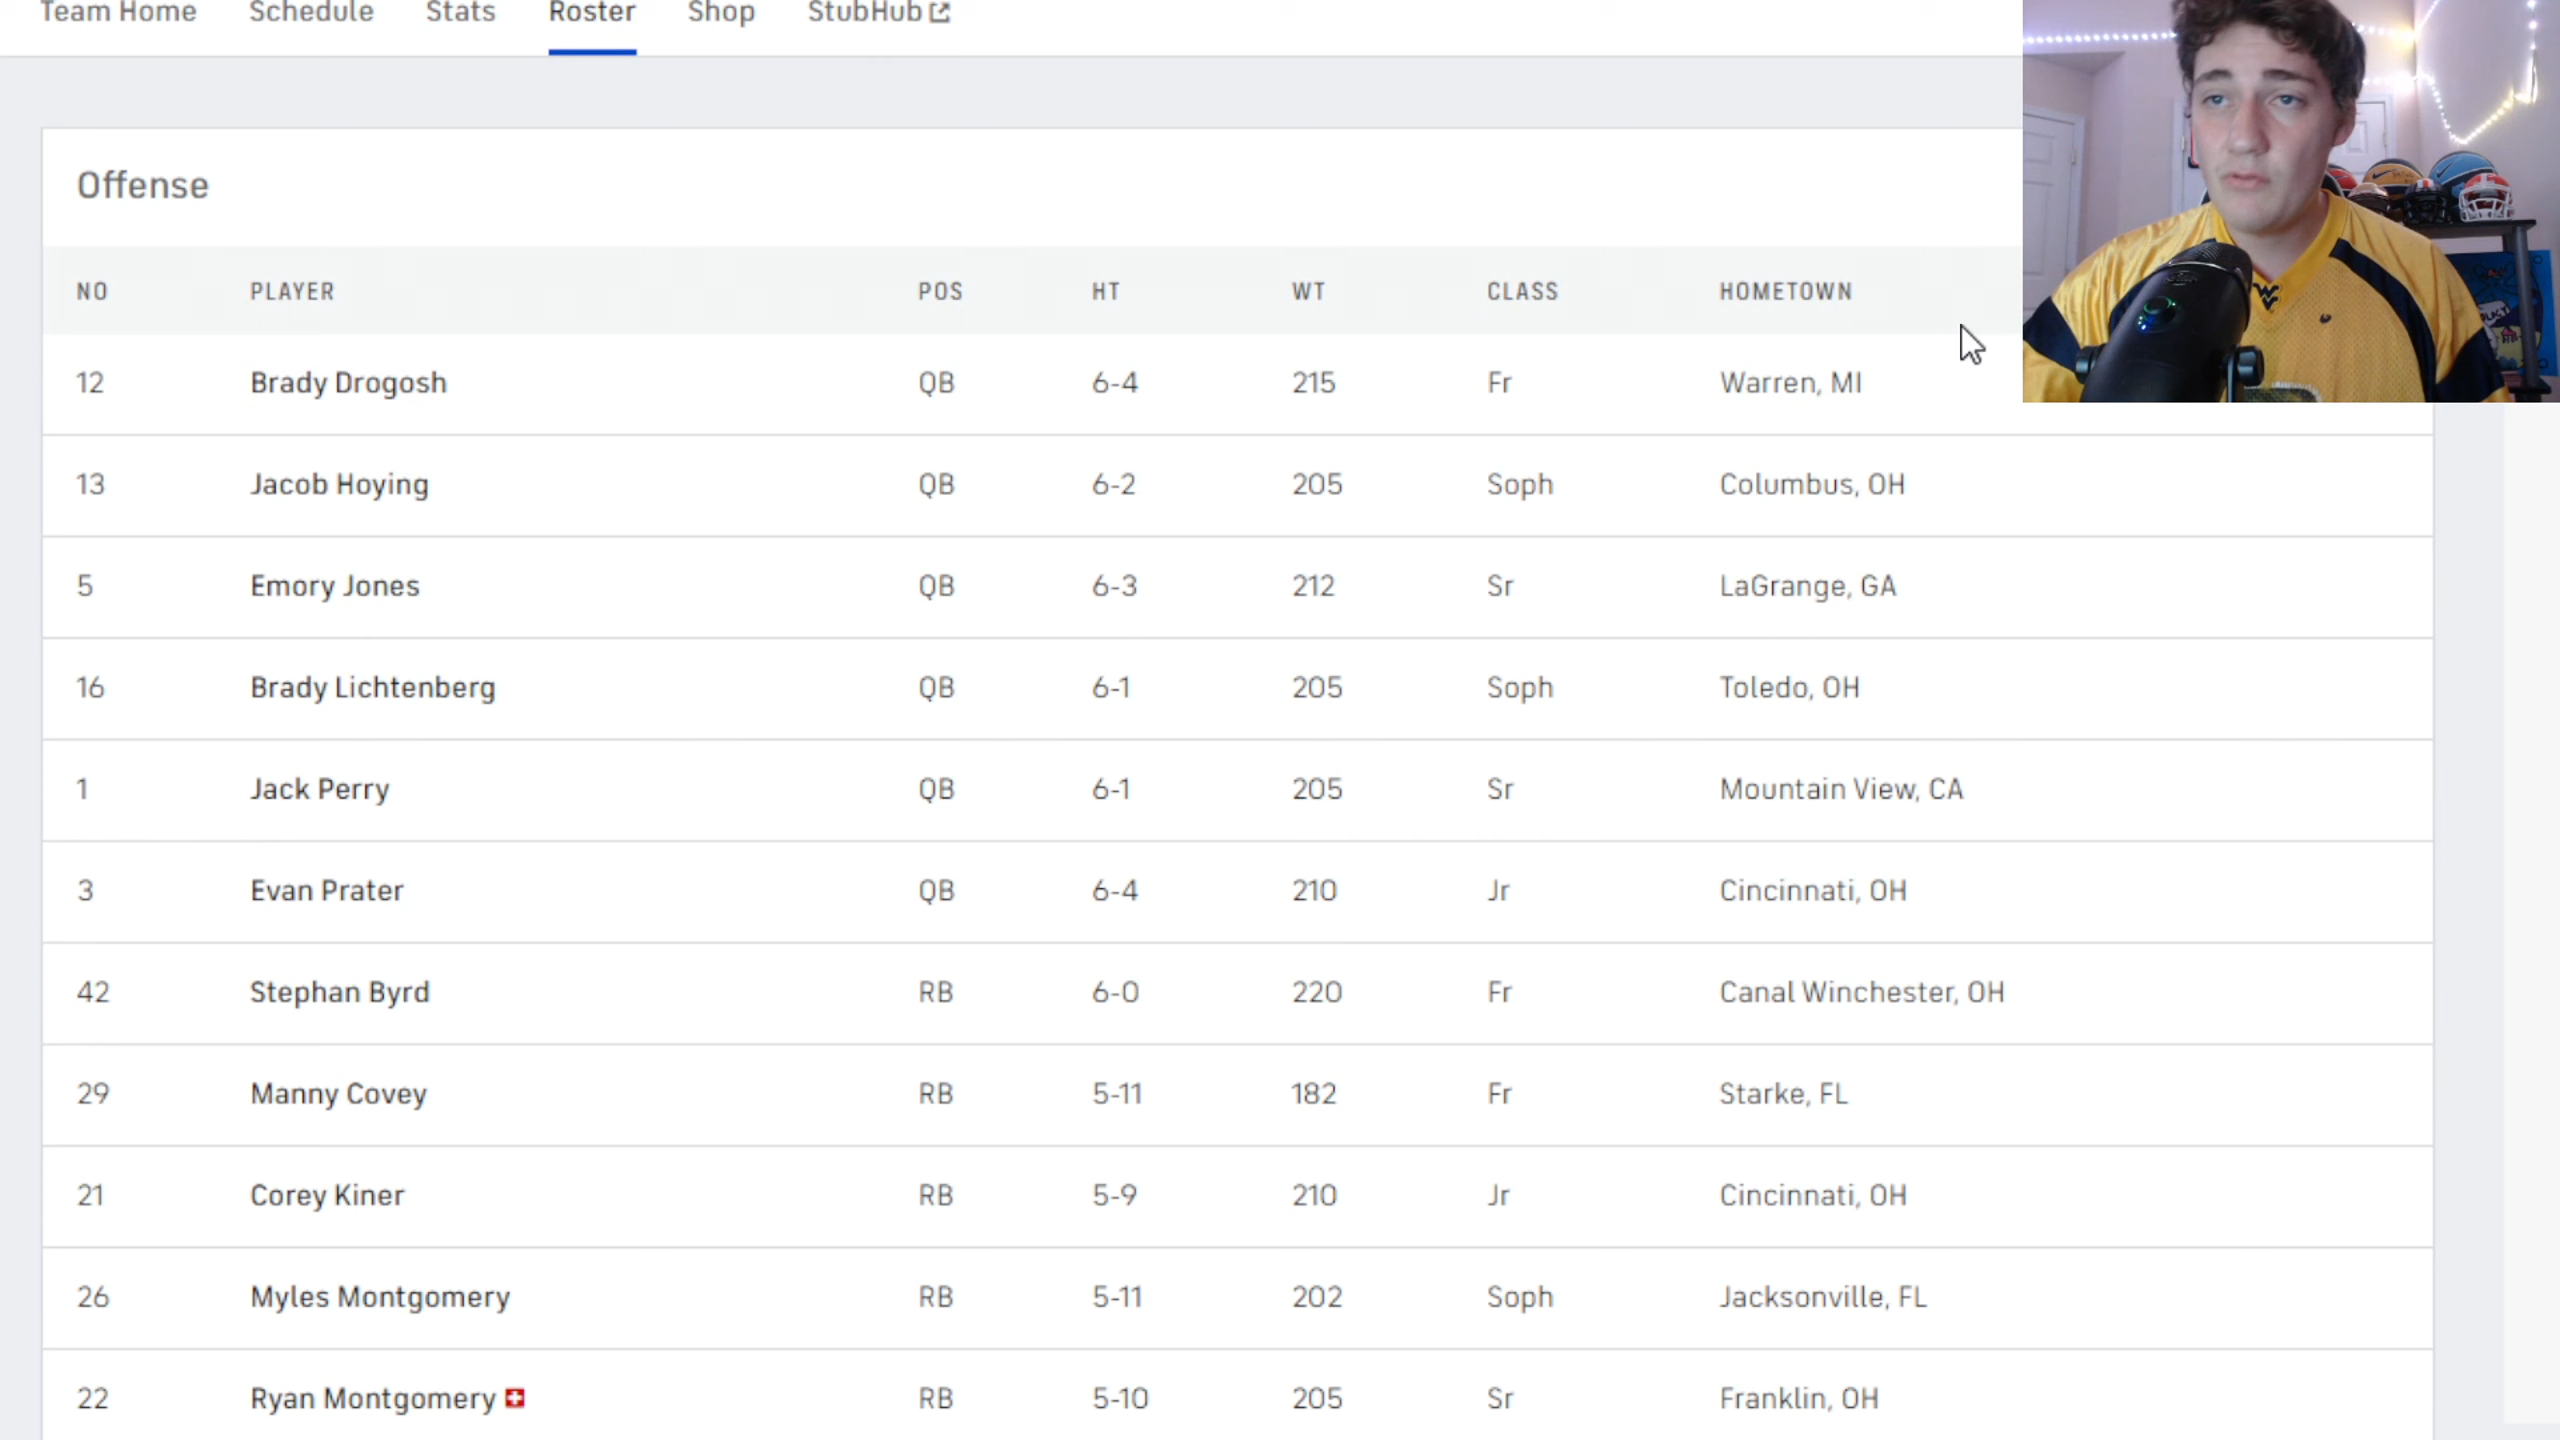 Team Home Schedule Stats Roster Shop StubHub
Offense
NO PLAYER POS HT WT CLASS HOMETOWN
12 Brady Drogosh QB 6-4 215 Fr Warren, MI
13 Jacob Hoying QB 6-2 205 Soph Columbus, OH
5 Emory Jones QB 6-3 212 Sr LaGrange, GA
16 Brady Lichtenberg QB 6-1 205 Soph Toledo, OH
1 Jack Perry QB 6-1 205 Sr Mountain View, CA
3 Evan Prater QB 6-4 210 Jr Cincinnati, OH
42 Stephan Byrd RB 6-0 220 Fr Canal Winchester, OH
29 Manny Covey RB 5-11 182 Fr Starke, FL
21 Corey Kiner RB 5-9 210 Jr Cincinnati, OH
26 Myles Montgomery RB 5-11 202 Soph Jacksonville, FL
22 Ryan Montgomery RB 5-10 205 Sr Franklin, OH